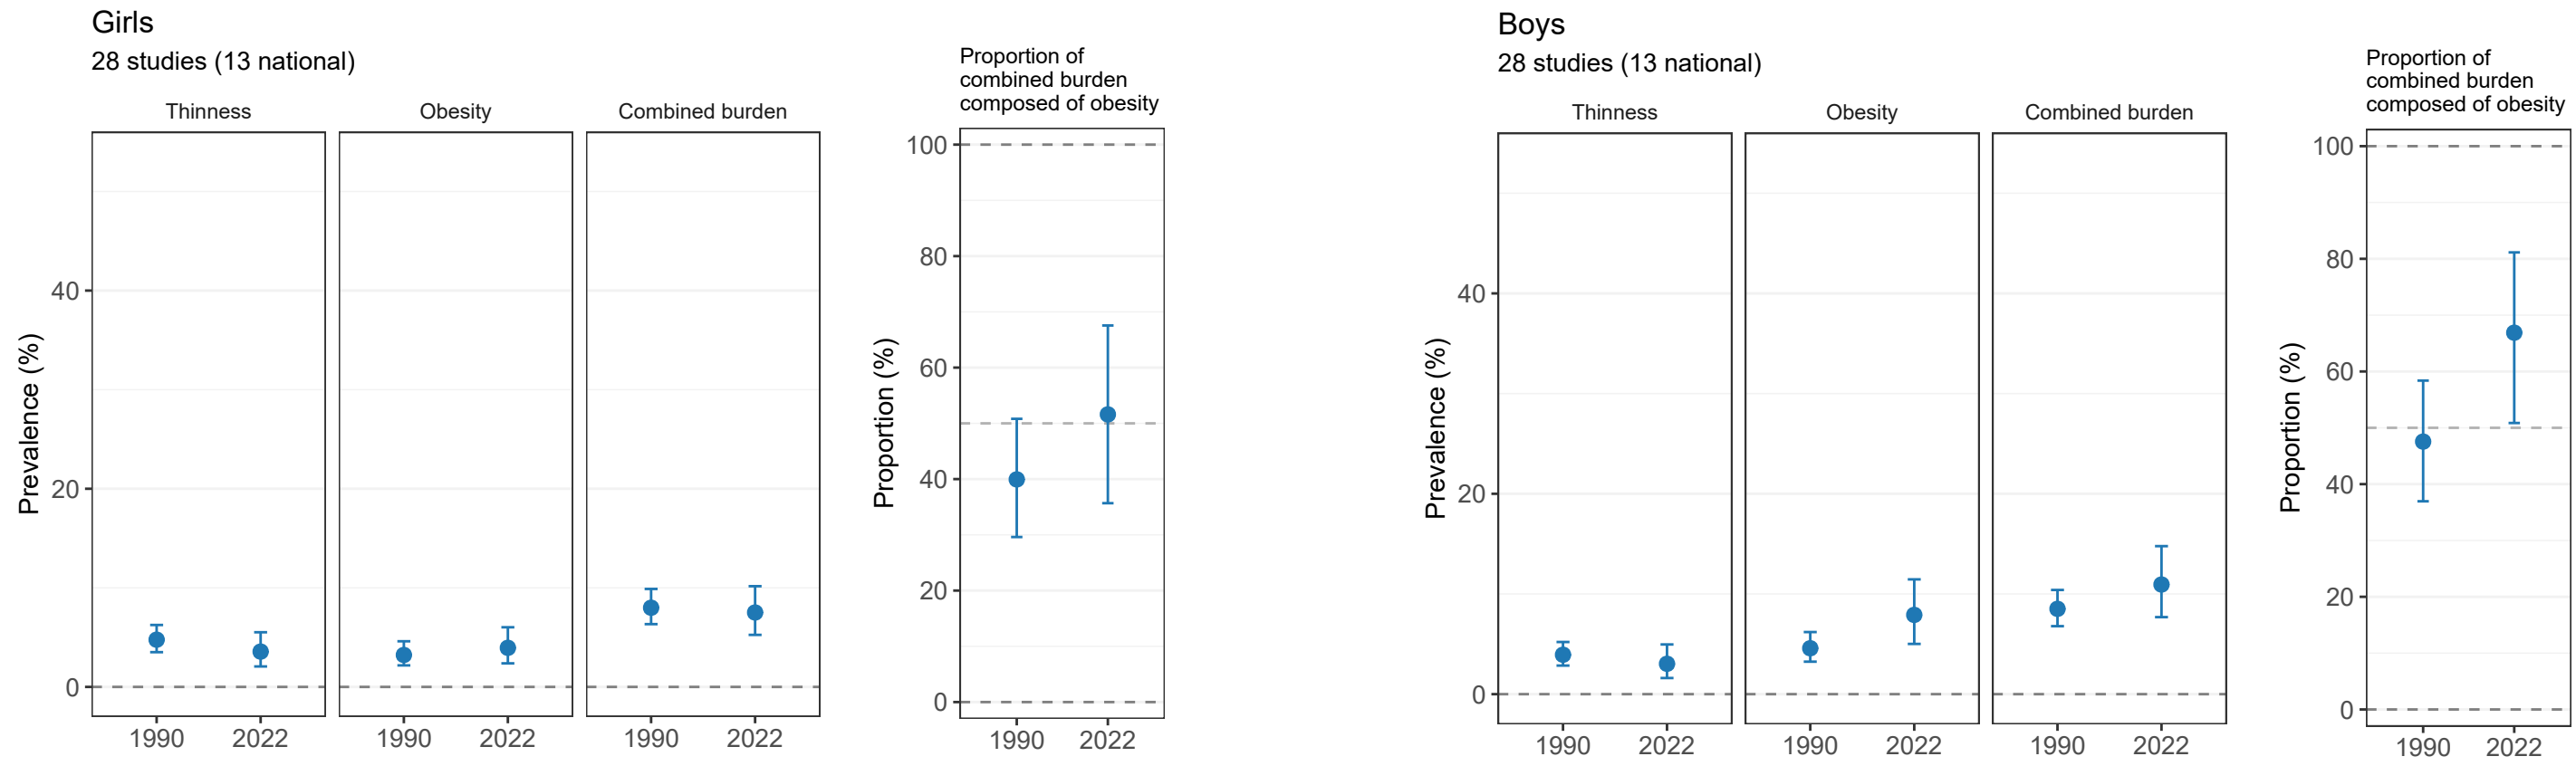 Girls
28 studies (13 national)
Thinness
Obesity
Combined burden
Prevalence (%)
40
20
0
1990
2022
1990
2022
1990
2022
Proportion of
combined burden
composed of obesity
Proportion (%)
100
80
60
40
20
0
1990
2022
Boys
28 studies (13 national)
Thinness
Obesity
Combined burden
Prevalence (%)
40
20
0
1990
2022
1990
2022
1990
2022
Proportion of
combined burden
composed of obesity
Proportion (%)
100
80
60
40
20
0
1990
2022